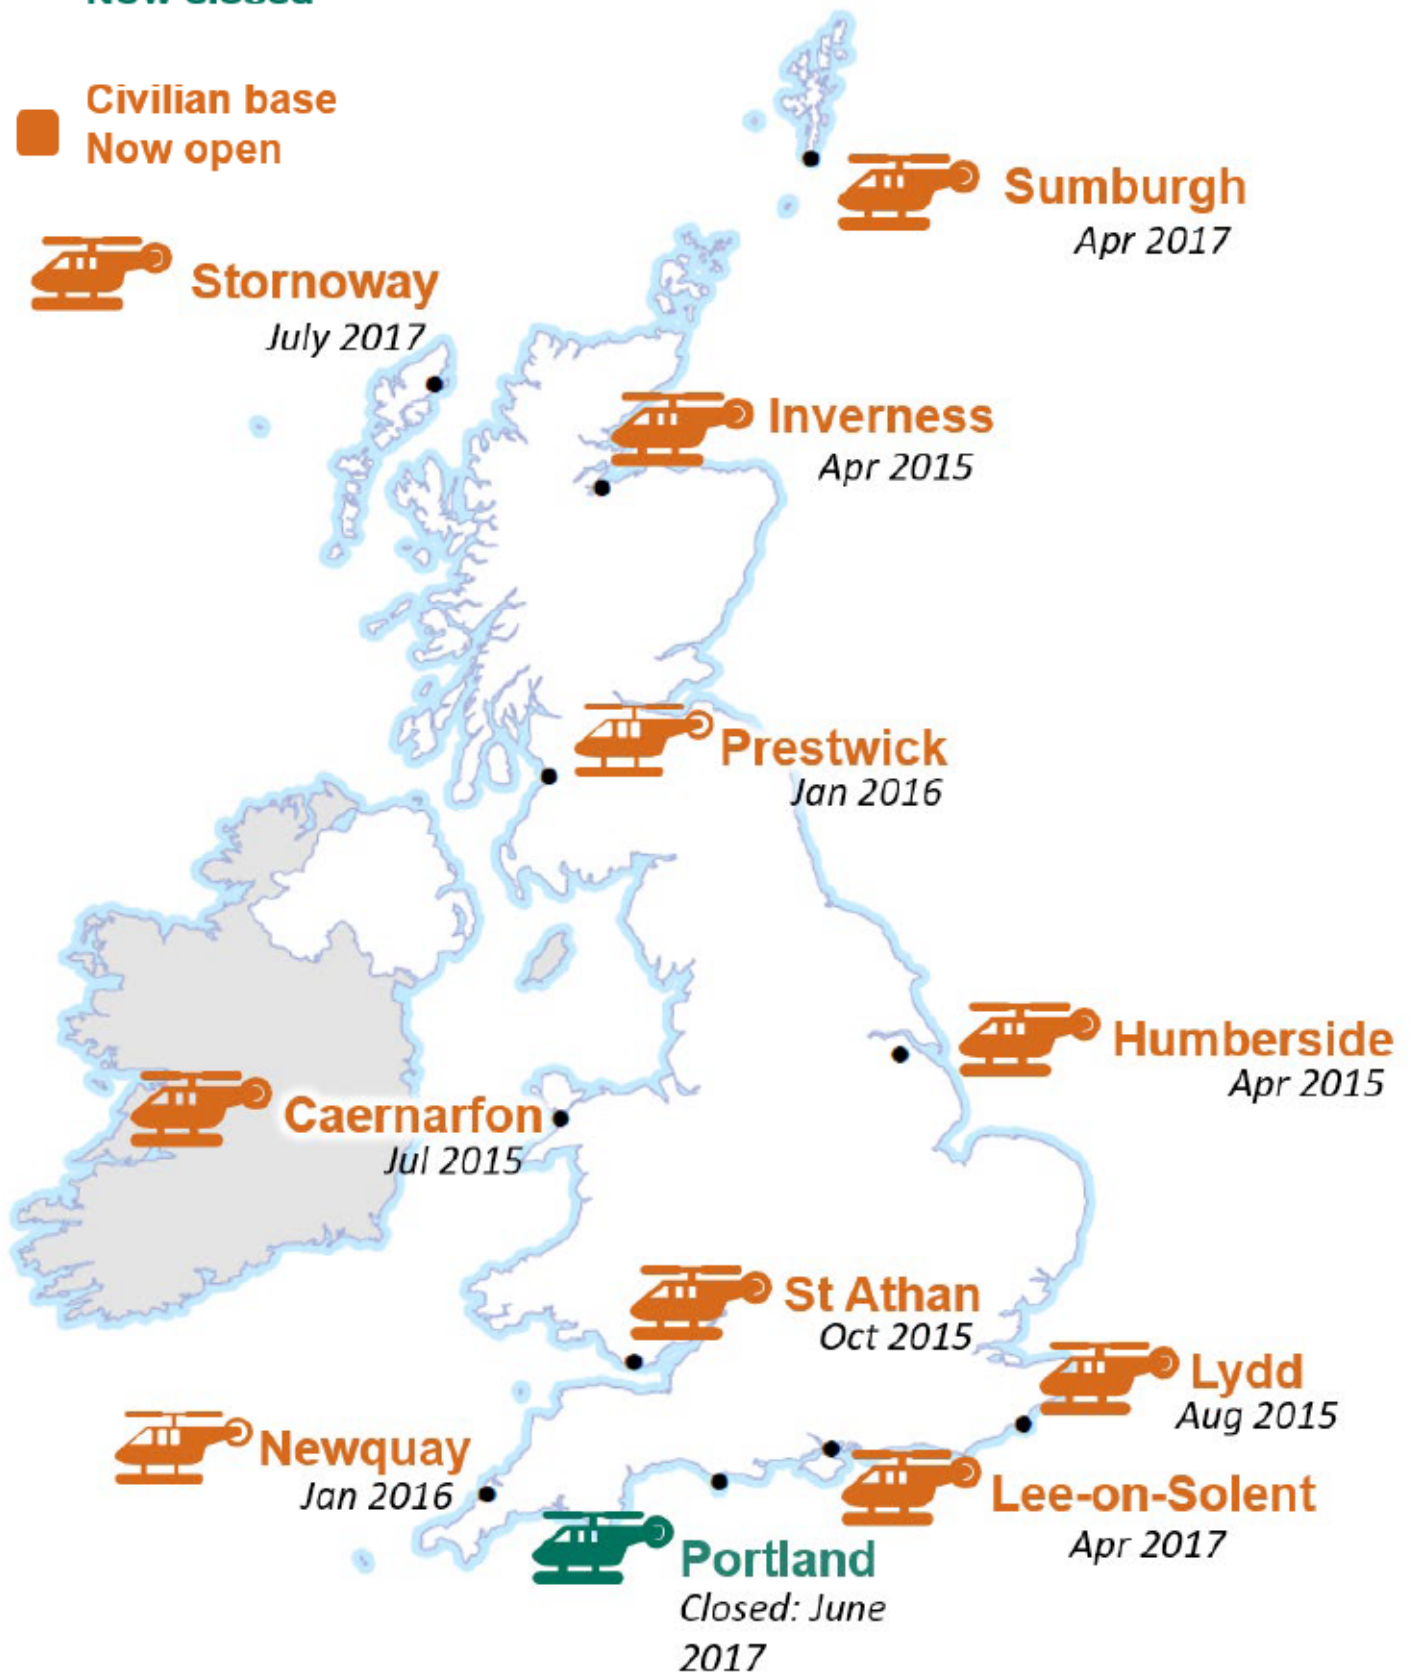 Now closed
Civilian base
Now open
Sumburgh
Apr 2017
Stornoway
July 2017
Inverness
Apr 2015
Prestwick
Jan 2016
Humberside
Apr 2015
Caernarfon
Jul 2015
St Athan
Oct 2015
Lydd
Aug 2015
Newquay
Jan 2016
Lee-on-Solent
Apr 2017
Portland
Closed: June
2017